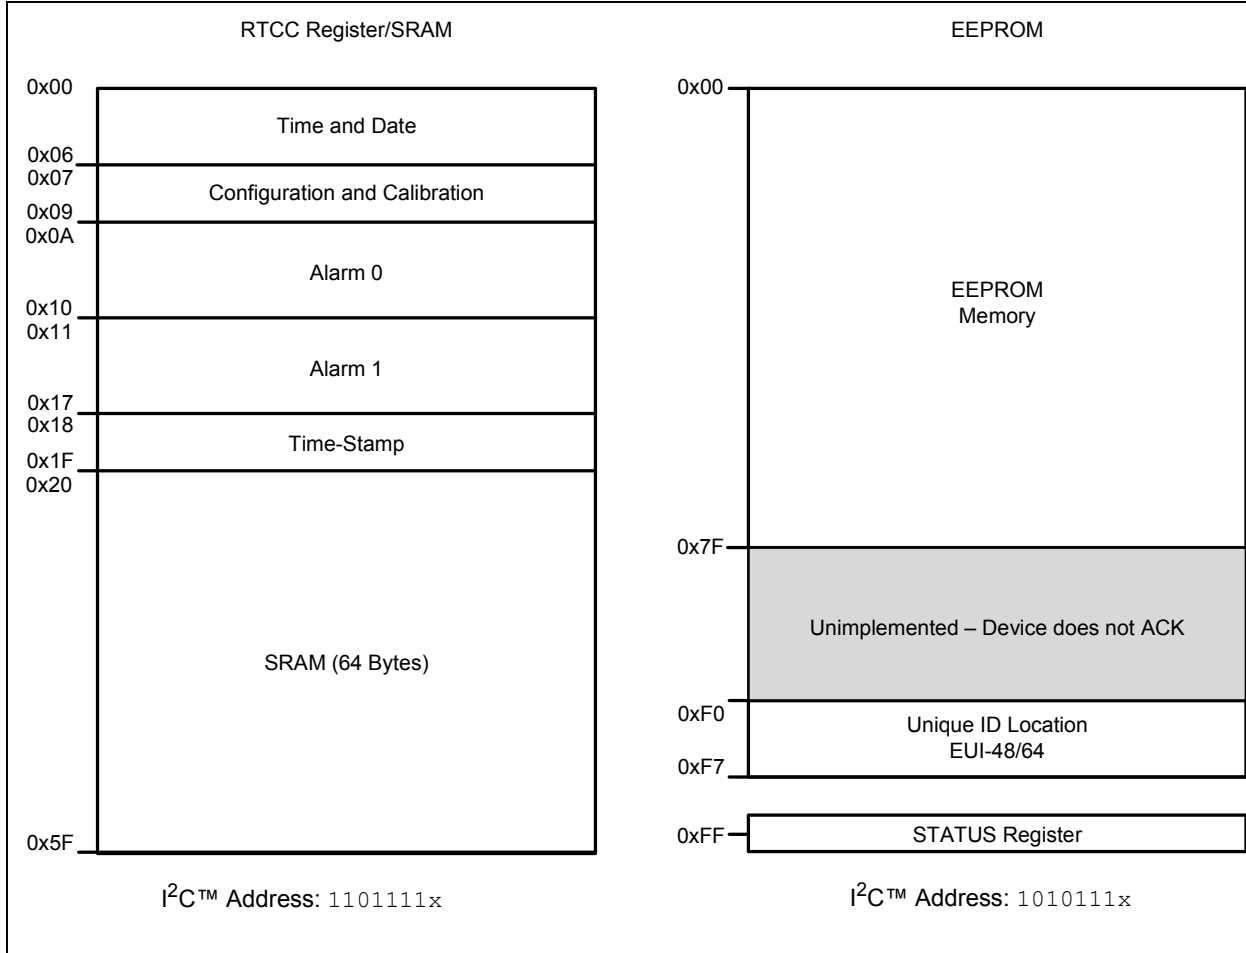 RTCC Register/SRAM
0x00
Time and Date
0x06
0x07
Configuration and Calibration
0x09
0x0A
Alarm 0
0x10
0x11
Alarm 1
0x17
0x18
Time-Stamp
0x1F
0x20
SRAM (64 Bytes)
0x5F
I²C™ Address: 1101111x
EEPROM
0x00
EEPROM
Memory
0x7F
Unimplemented – Device does not ACK
0xF0
Unique ID Location
EUI-48/64
0xF7
0xFF
STATUS Register
I²C™ Address: 1010111x